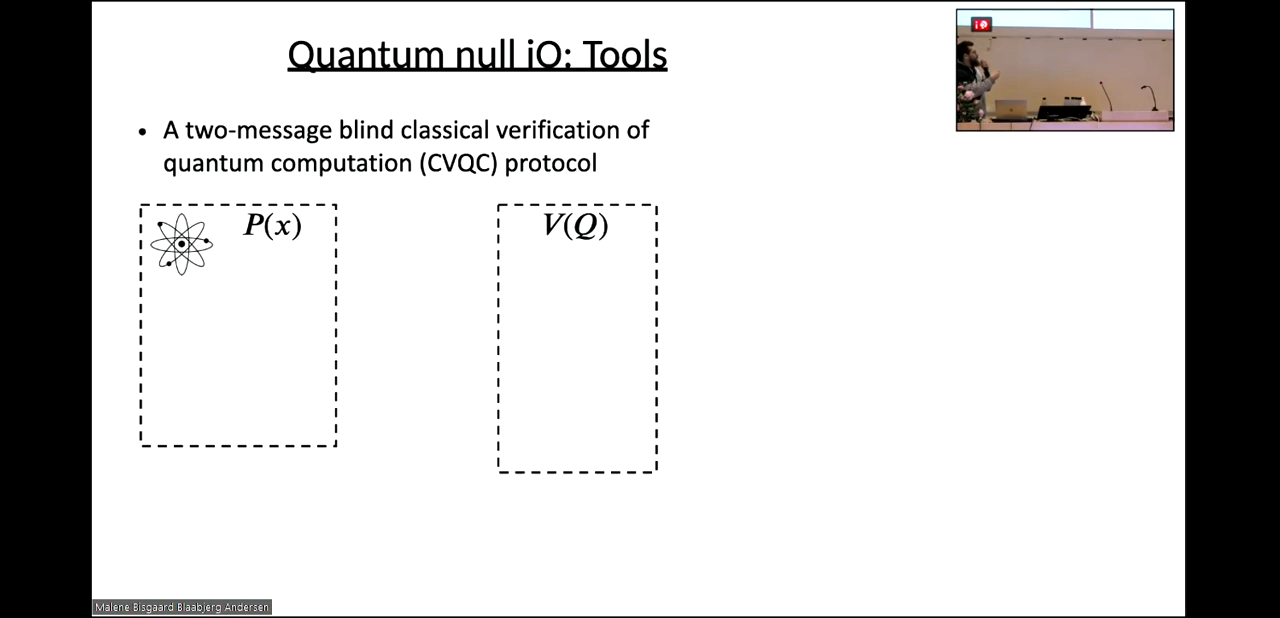 Quantum null iO: Tools
• A two-message blind classical verification of
quantum computation (CVQC) protocol
P(x)
V(Q)
Malene Bisgaard Blaabjerg Andersen